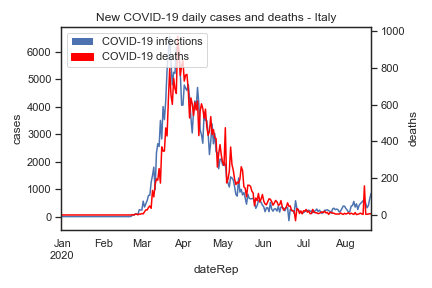 New COVID-19 daily cases and deaths - Italy
COVID-19 infections
COVID-19 deaths
6000
5000
4000
3000
2000
1000
0
cases
1000
800
600
400
200
0
deaths
Jan
2020
Feb
Mar
Apr
May
Jun
Jul
Aug
dateRep